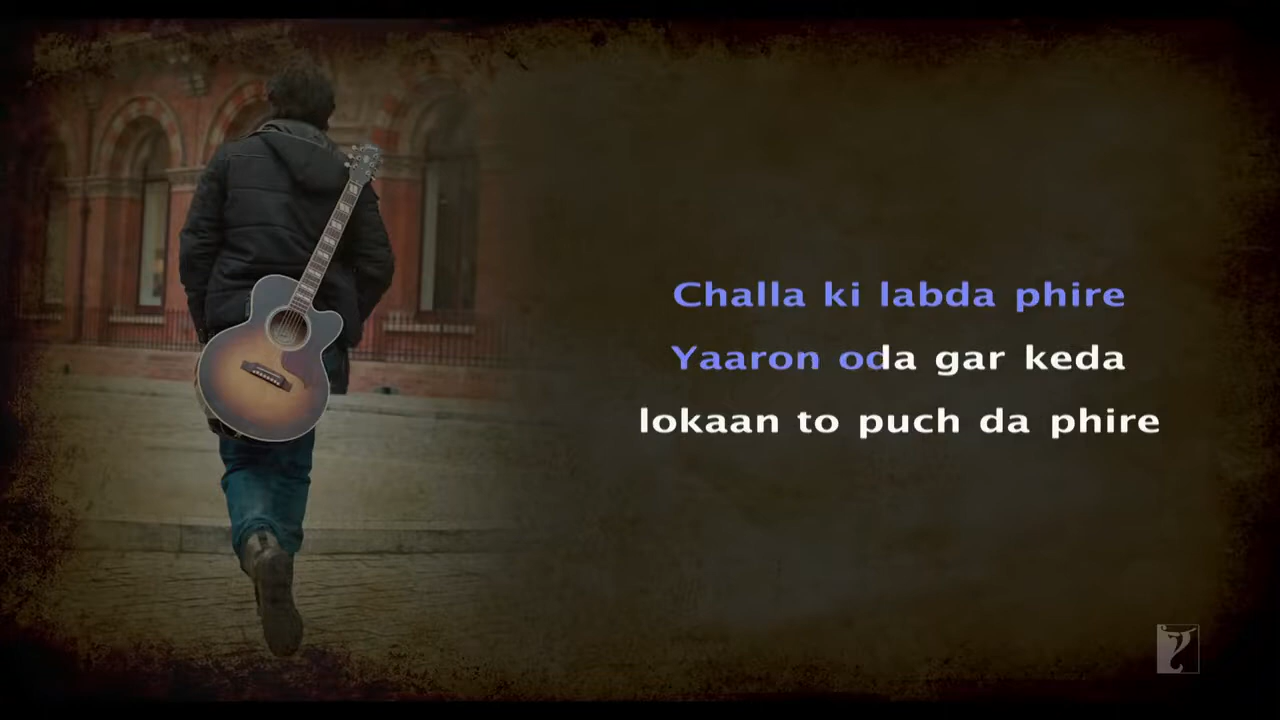 Challa ki labda phire
Yaaron oda gar keda
lokaan to puch da phire